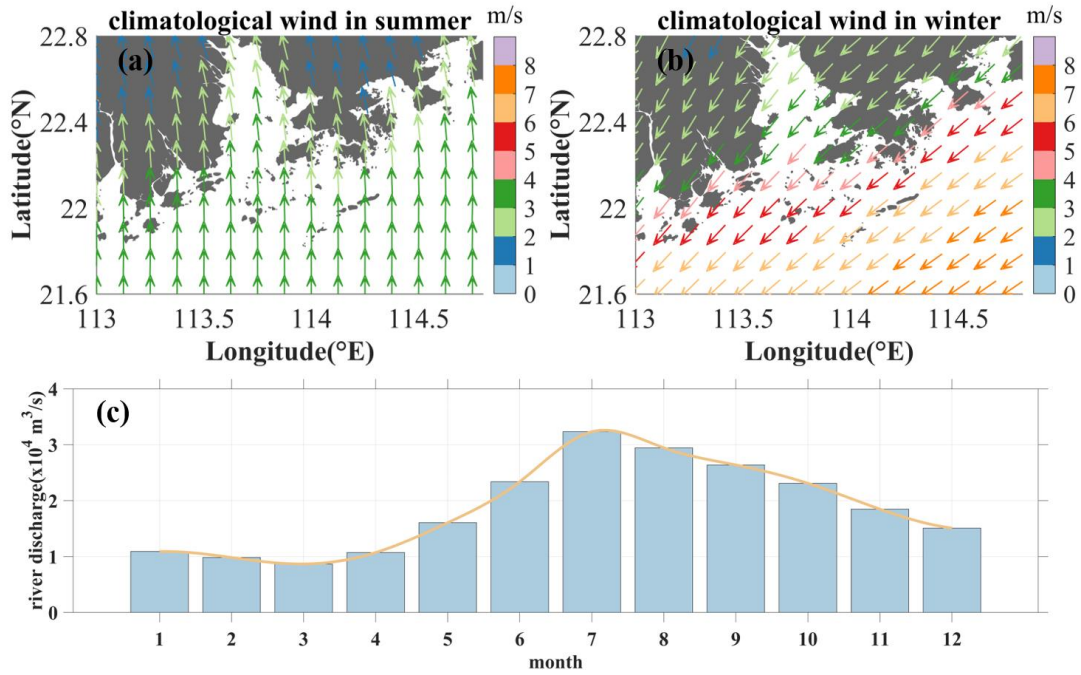 climatological wind in summer
m/s
(a)
22.8
22.4
22
21.6
Latitude(°N)
113
113.5
114
114.5
Longitude(°E)
8
7
6
5
4
3
2
1
0
climatological wind in winter
m/s
(b)
22.8
22.4
22
21.6
Latitude(°N)
113
113.5
114
114.5
Longitude(°E)
8
7
6
5
4
3
2
1
0
(c)
river discharge(x10⁴ m³/s)
4
3
2
1
0
1 2 3 4 5 6 7 8 9 10 11 12
month